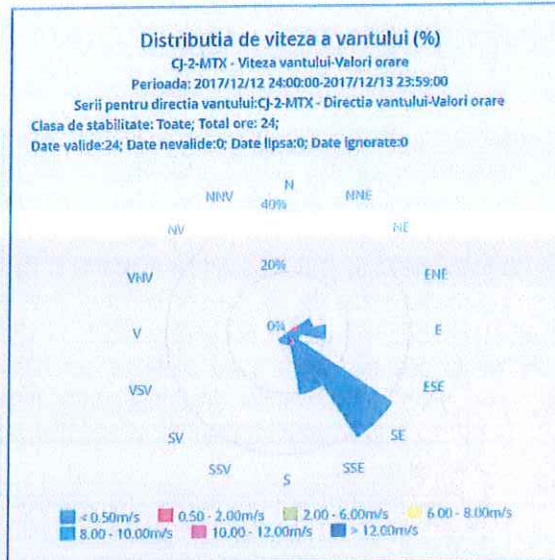 Distributia de viteza a vantului (%)
CJ-2-MTX - Viteza vantului-Valori orare
Perioada: 2017/12/12 24:00:00-2017/12/13 23:59:00
Serii pentru directia vantului:CJ-2-MTX - Directia vantului-Valori orare
Clasa de stabilitate: Toate; Total ore: 24;
Date valide:24; Date nevalide:0; Date lipsa:0; Date ignorate:0
N
NNV 40% NNE
NV NE
20%
VNV ENE
0%
V E
VSV ESE
SV SE
SSV SSE
S
< 0.50m/s 0.50 - 2.00m/s 2.00 - 6.00m/s 6.00 - 8.00m/s
8.00 - 10.00m/s 10.00 - 12.00m/s > 12.00m/s